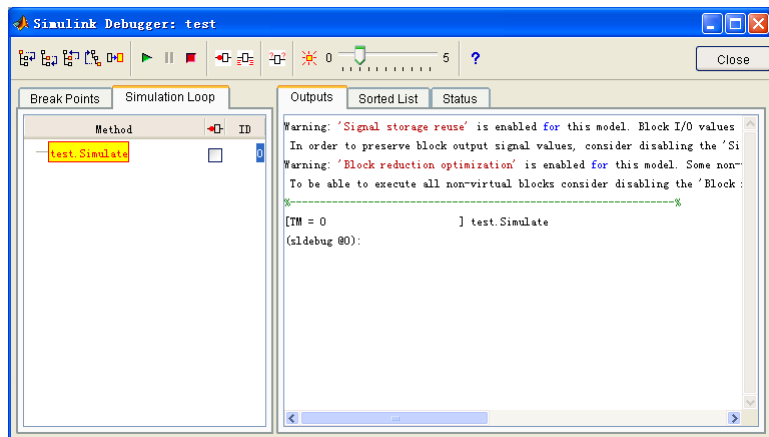 Simulink Debugger: test
0 5 ? Close
Break Points Simulation Loop
Outputs Sorted List Status
Method ID
test.Simulate 0
Warning: 'Signal storage reuse' is enabled for this model. Block I/O values
In order to preserve block output signal values, consider disabling the 'Si
Warning: 'Block reduction optimization' is enabled for this model. Some non-
To be able to execute all non-virtual blocks consider disabling the 'Block
%----------------------------------------------------------------%
[TM = 0 ] test.Simulate
(sldebug @0):